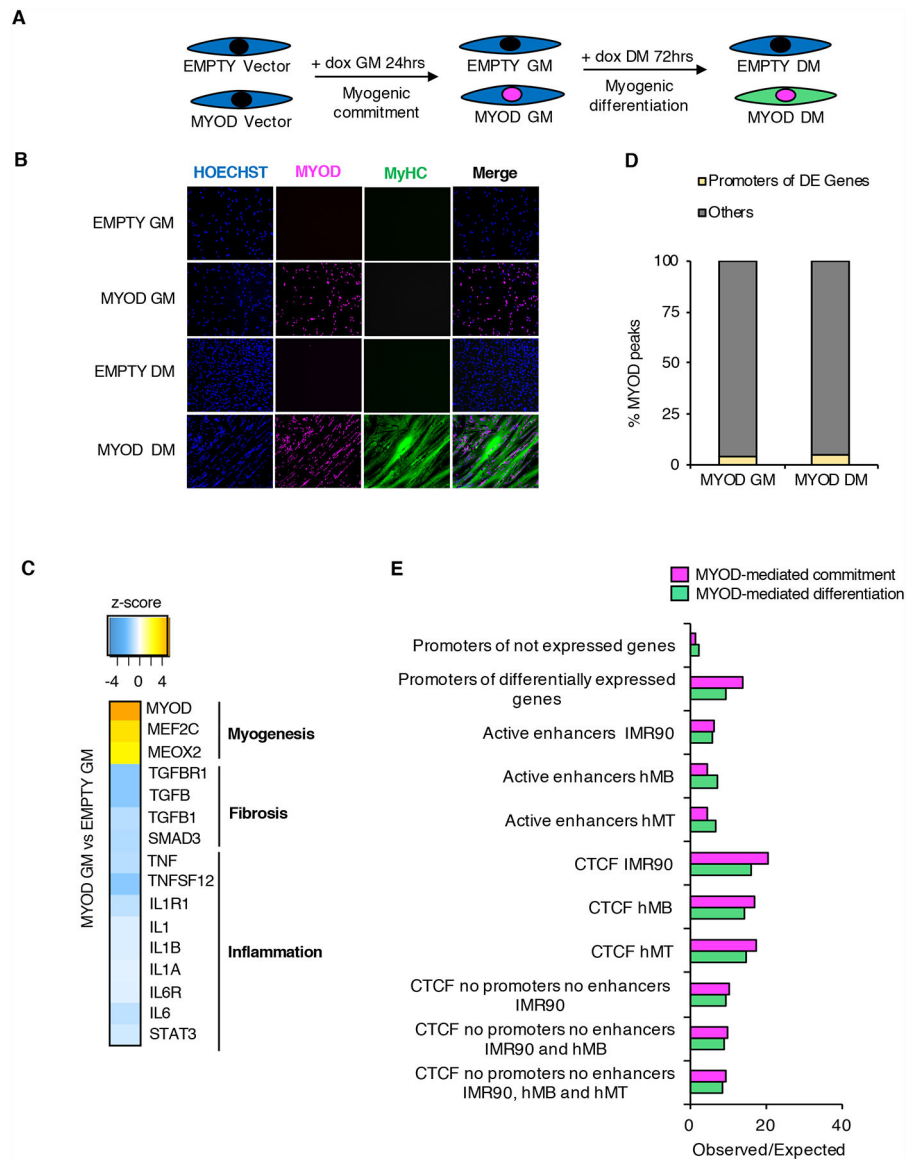 A
EMPTY Vector
MYOD Vector
+ dox GM 24hrs
Myogenic
commitment
EMPTY GM
MYOD GM
+ dox DM 72hrs
Myogenic
differentiation
EMPTY DM
MYOD DM
B
HOECHST MYOD MyHC Merge
EMPTY GM
MYOD GM
EMPTY DM
MYOD DM
D
Promoters of DE Genes
Others
% MYOD peaks
100
75
50
25
0
MYOD GM MYOD DM
C
z-score
-4 0 4
MYOD GM vs EMPTY GM
MYOD
MEF2C
MEOX2
Myogenesis
TGFBR1
TGFB
TGFB1
SMAD3
Fibrosis
TNF
TNFSF12
IL1R1
IL1
IL1B
IL1A
IL6R
IL6
STAT3
Inflammation
E
MYOD-mediated commitment
MYOD-mediated differentiation
Promoters of not expressed genes
Promoters of differentially expressed
genes
Active enhancers IMR90
Active enhancers hMB
Active enhancers hMT
CTCF IMR90
CTCF hMB
CTCF hMT
CTCF no promoters no enhancers
IMR90
CTCF no promoters no enhancers
IMR90 and hMB
CTCF no promoters no enhancers
IMR90, hMB and hMT
0 20 40
Observed/Expected